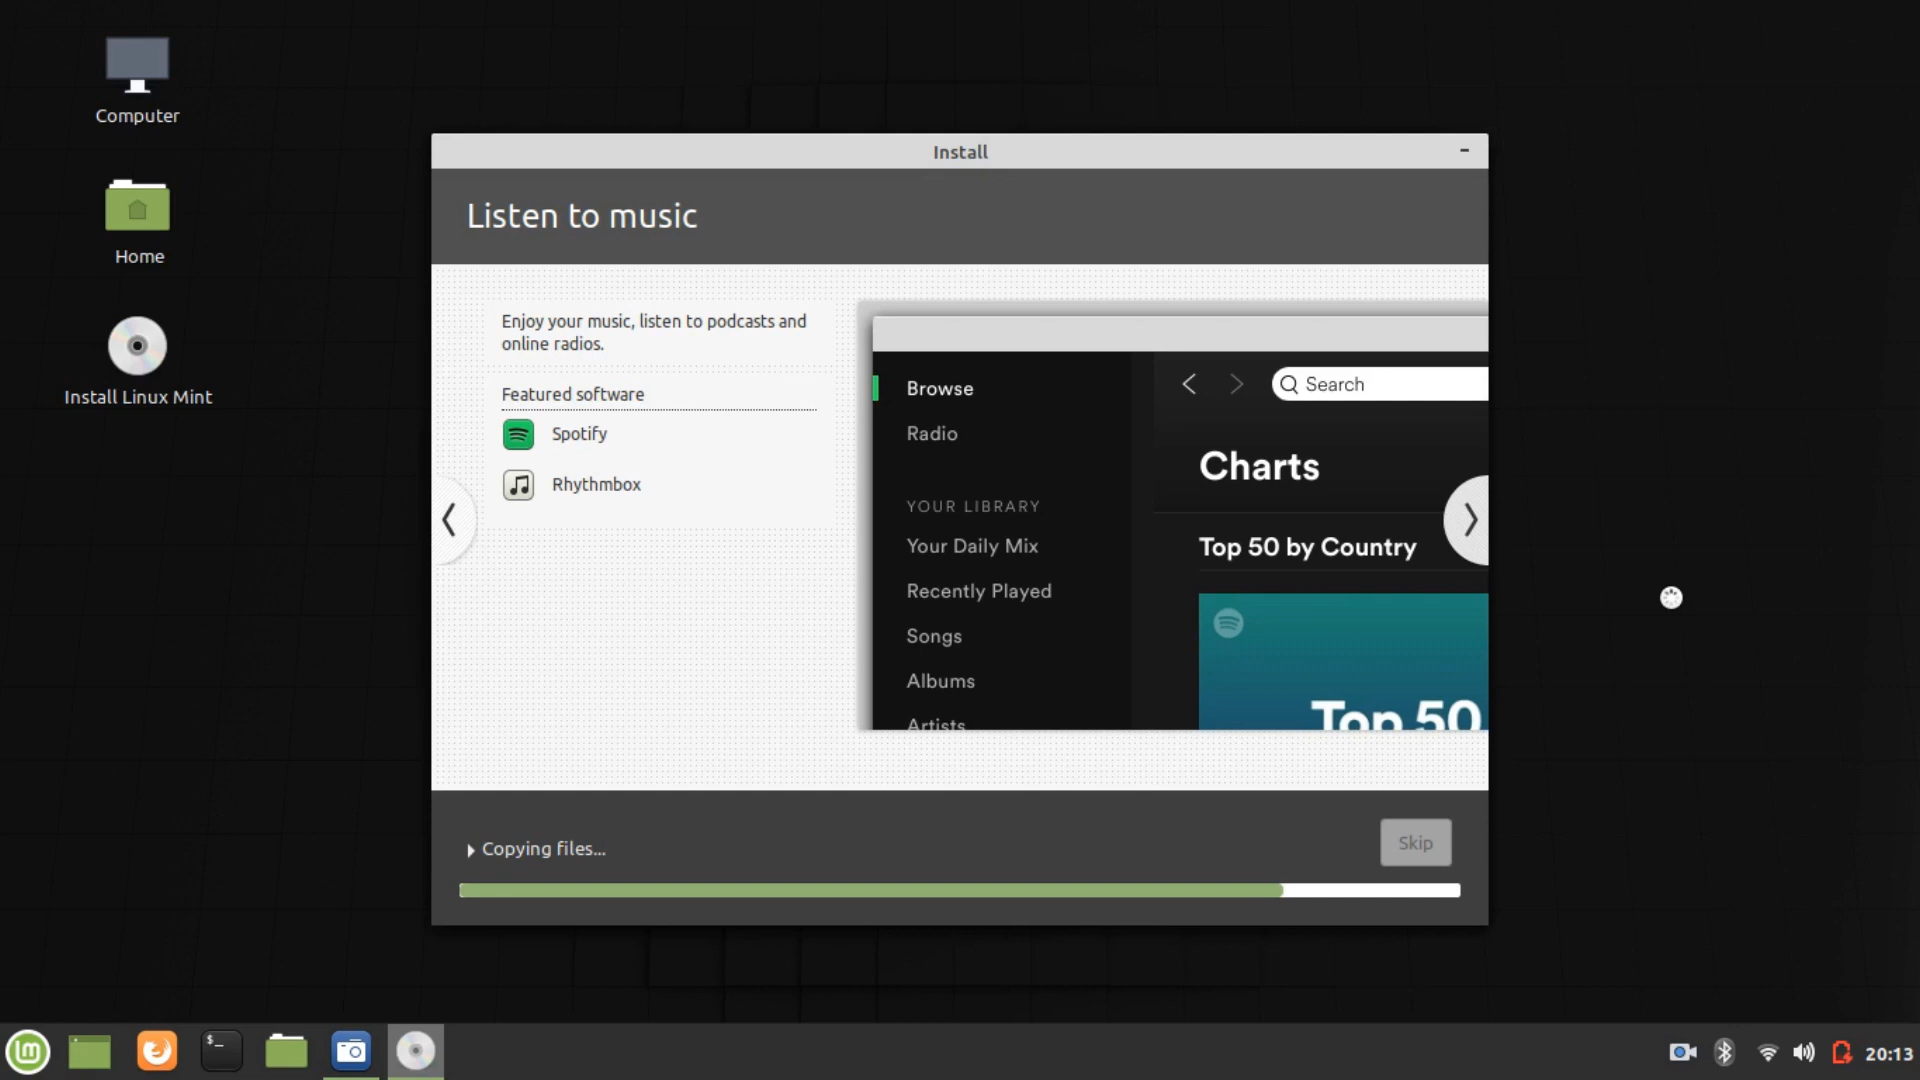 Computer
Home
Install Linux Mint
Install
Listen to music
Enjoy your music, listen to podcasts and
online radios.
Featured software
Spotify
Rhythmbox
Browse
Radio
YOUR LIBRARY
Your Daily Mix
Recently Played
Songs
Albums
Artists
Search
Charts
Top 50 by Country
Top 50
Copying files...
Skip
$_
20:13